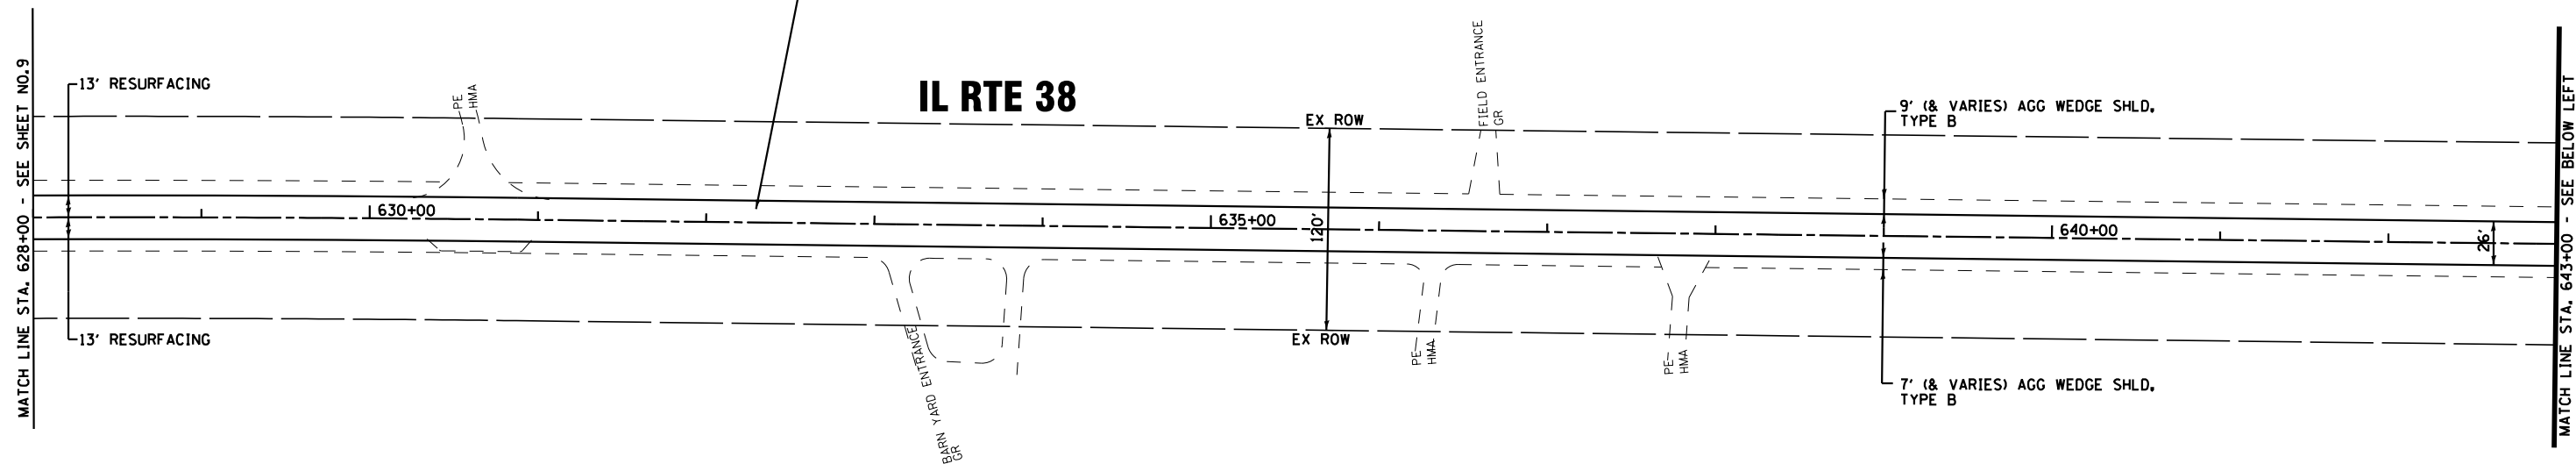 MATCH LINE STA. 628+00 - SEE SHEET NO.9
13' RESURFACING
PE
HMA
IL RTE 38
EX ROW
FIELD ENTRANCE
GR
9' (& VARIES) AGG WEDGE SHLD,
TYPE B
630+00
635+00
120'
640+00
26'
13' RESURFACING
BARN YARD ENTRANCE
GR
EX ROW
PE
HMA
PE
HMA
7' (& VARIES) AGG WEDGE SHLD,
TYPE B
MATCH LINE STA. 643+00 - SEE BELOW LEFT